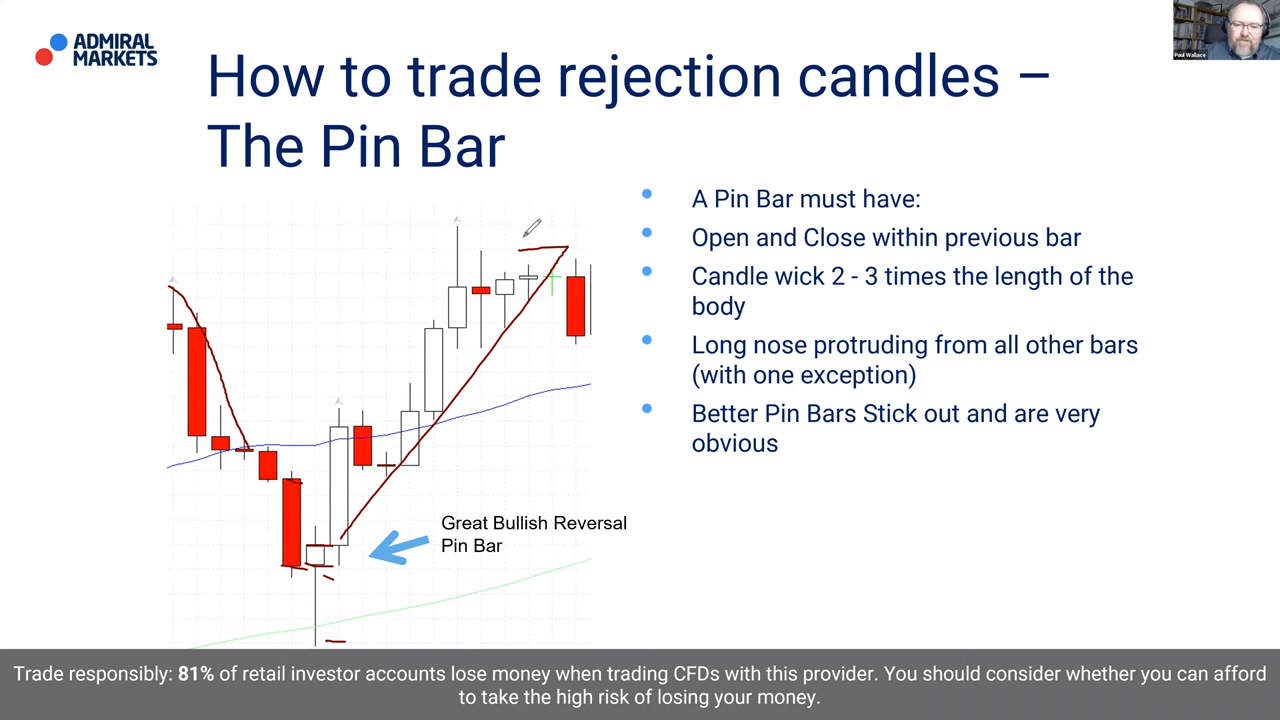 ADMIRAL
MARKETS
How to trade rejection candles –
The Pin Bar
Paul Wallace
A Pin Bar must have:
Open and Close within previous bar
Candle wick 2 - 3 times the length of the
body
Long nose protruding from all other bars
(with one exception)
Better Pin Bars Stick out and are very
obvious
Great Bullish Reversal
Pin Bar
Trade responsibly: 81% of retail investor accounts lose money when trading CFDs with this provider. You should consider whether you can afford
to take the high risk of losing your money.